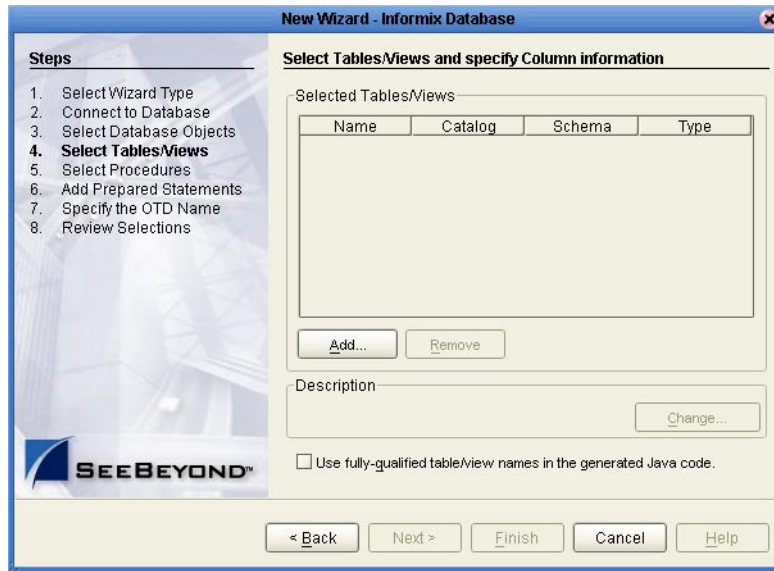 New Wizard - Informix Database
Steps
1. Select Wizard Type
2. Connect to Database
3. Select Database Objects
4. Select Tables/Views
5. Select Procedures
6. Add Prepared Statements
7. Specify the OTD Name
8. Review Selections
SEEBEYOND™
Select Tables/Views and specify Column information
Selected Tables/Views
Name Catalog Schema Type
Add... Remove
Description
Change...
Use fully-qualified table/view names in the generated Java code.
< Back Next > Finish Cancel Help